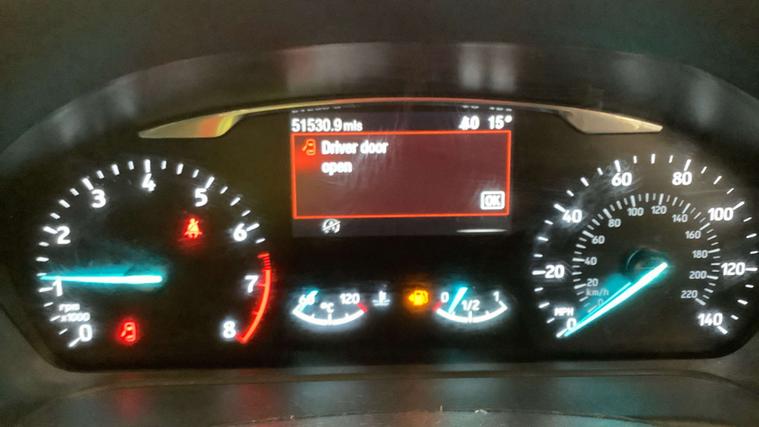 51530.9mls 15°
Driver door
open
OK
0 1 2 3 4 5 6 7 8
rpm
x1000
60 120
°C
0 1/2 1
0 20 40 60 80 100 120 140
MPH
0 20 40 60 80 100 120 140 160 180 200 220
km/h